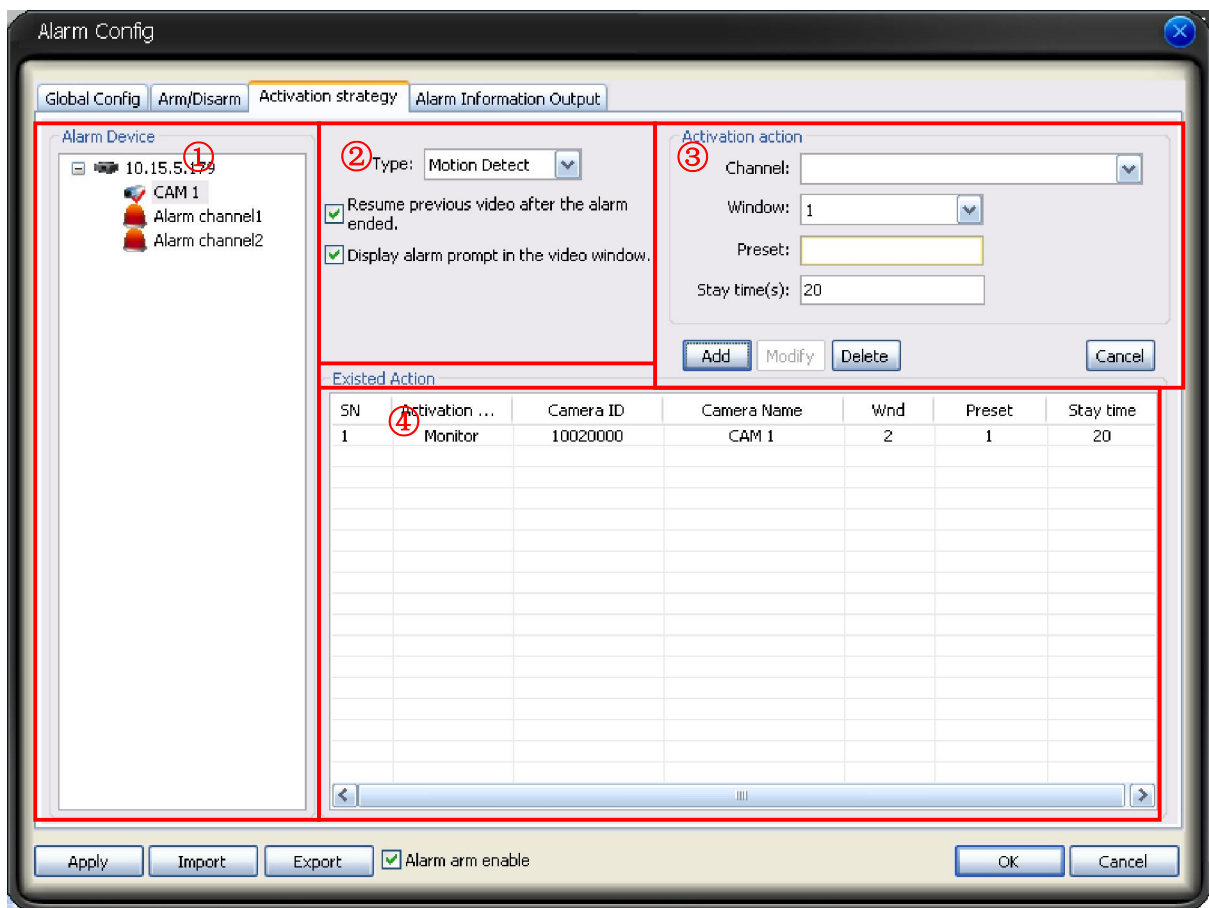 Alarm Config
Global Config Arm/Disarm Activation strategy Alarm Information Output
Alarm Device
①
10.15.5.179
CAM 1
Alarm channel1
Alarm channel2
②
Type: Motion Detect
Resume previous video after the alarm
ended.
Display alarm prompt in the video window.
Activation action
③
Channel:
Window: 1
Preset:
Stay time(s): 20
Add Modify Delete Cancel
Existed Action
④
SN Activation ... Camera ID Camera Name Wnd Preset Stay time
1 Monitor 10020000 CAM 1 2 1 20
Apply Import Export Alarm arm enable OK Cancel